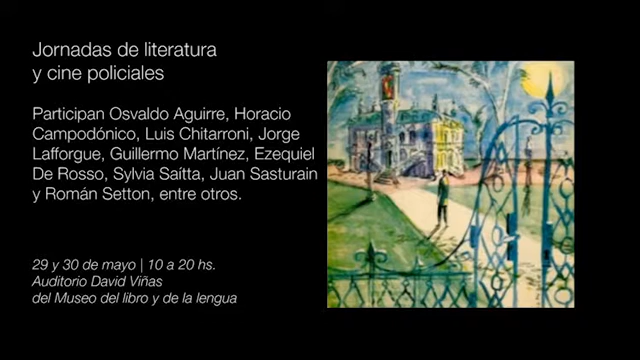 Jornadas de literatura
y cine policiales
Participan Osvaldo Aguirre, Horacio
Campodónico, Luis Chitarroni, Jorge
Lafforgue, Guillermo Martínez, Ezequiel
De Rosso, Sylvia Saítta, Juan Sasturain
y Román Setton, entre otros.
29 y 30 de mayo | 10 a 20 hs.
Auditorio David Viñas
del Museo del libro y de la lengua